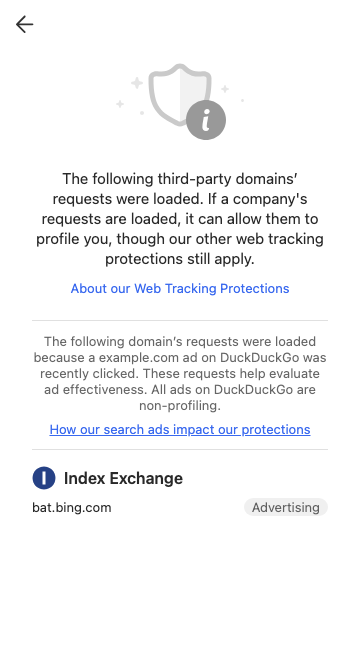 The following third-party domains’
requests were loaded. If a company's
requests are loaded, it can allow them to
profile you, though our other web tracking
protections still apply.
About our Web Tracking Protections
The following domain’s requests were loaded
because a example.com ad on DuckDuckGo was
recently clicked. These requests help evaluate
ad effectiveness. All ads on DuckDuckGo are
non-profiling.
How our search ads impact our protections
Index Exchange
bat.bing.com Advertising